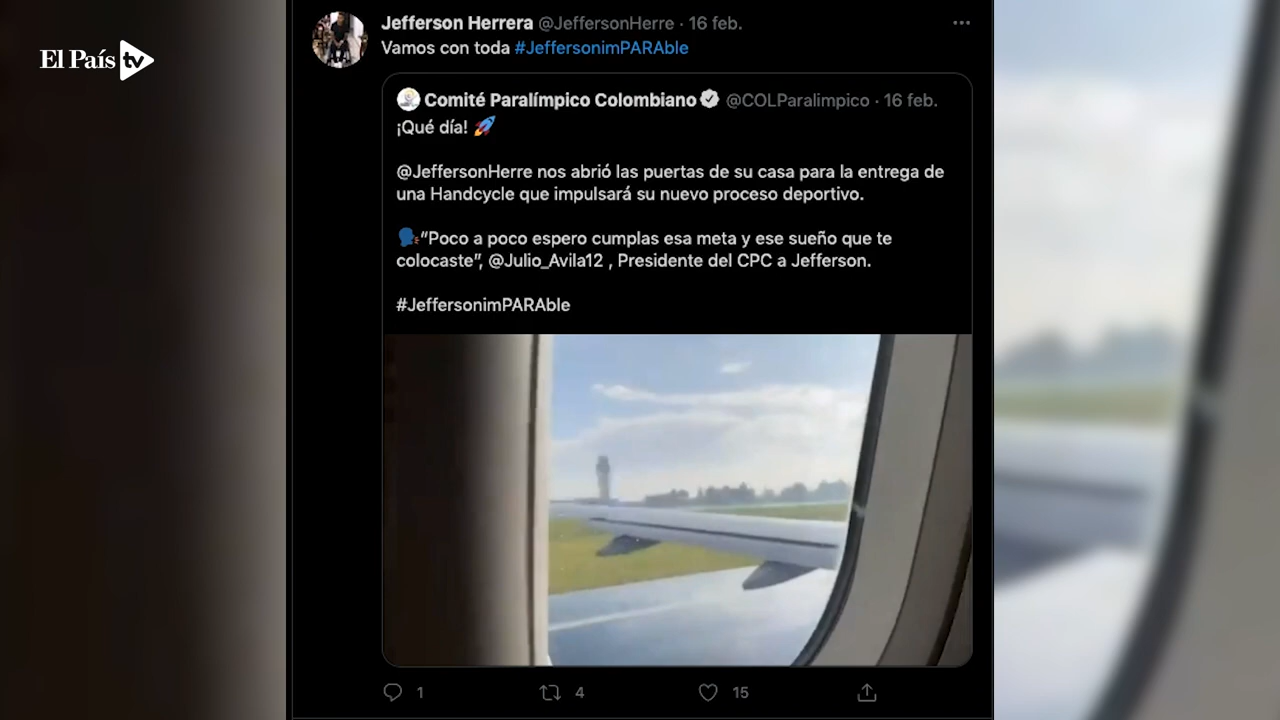 El País tv
Jefferson Herrera @JeffersonHerre · 16 feb.
Vamos con toda #JeffersonimPARAble
Comité Paralímpico Colombiano @COLParalimpico · 16 feb.
¡Qué día! 🚀
@JeffersonHerre nos abrió las puertas de su casa para la entrega de
una Handcycle que impulsará su nuevo proceso deportivo.
🗣️“Poco a poco espero cumplas esa meta y ese sueño que te
colocaste”, @Julio_Avila12 , Presidente del CPC a Jefferson.
#JeffersonimPARAble
1 4 15